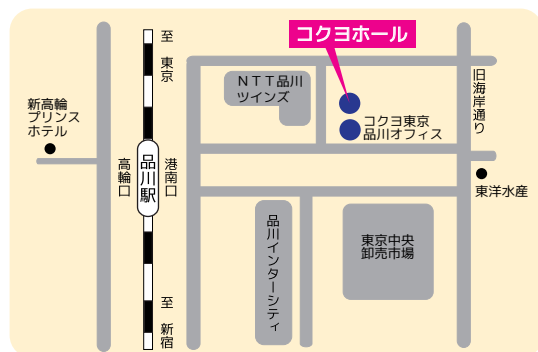 コクヨホール
至
東京
NTT品川
ツインズ
旧海岸通り
新高輪
プリンス
ホテル
コクヨ東京
品川オフィス
高輪口
品川駅
港南口
東洋水産
品川インターシティ
東京中央
卸売市場
至
新宿